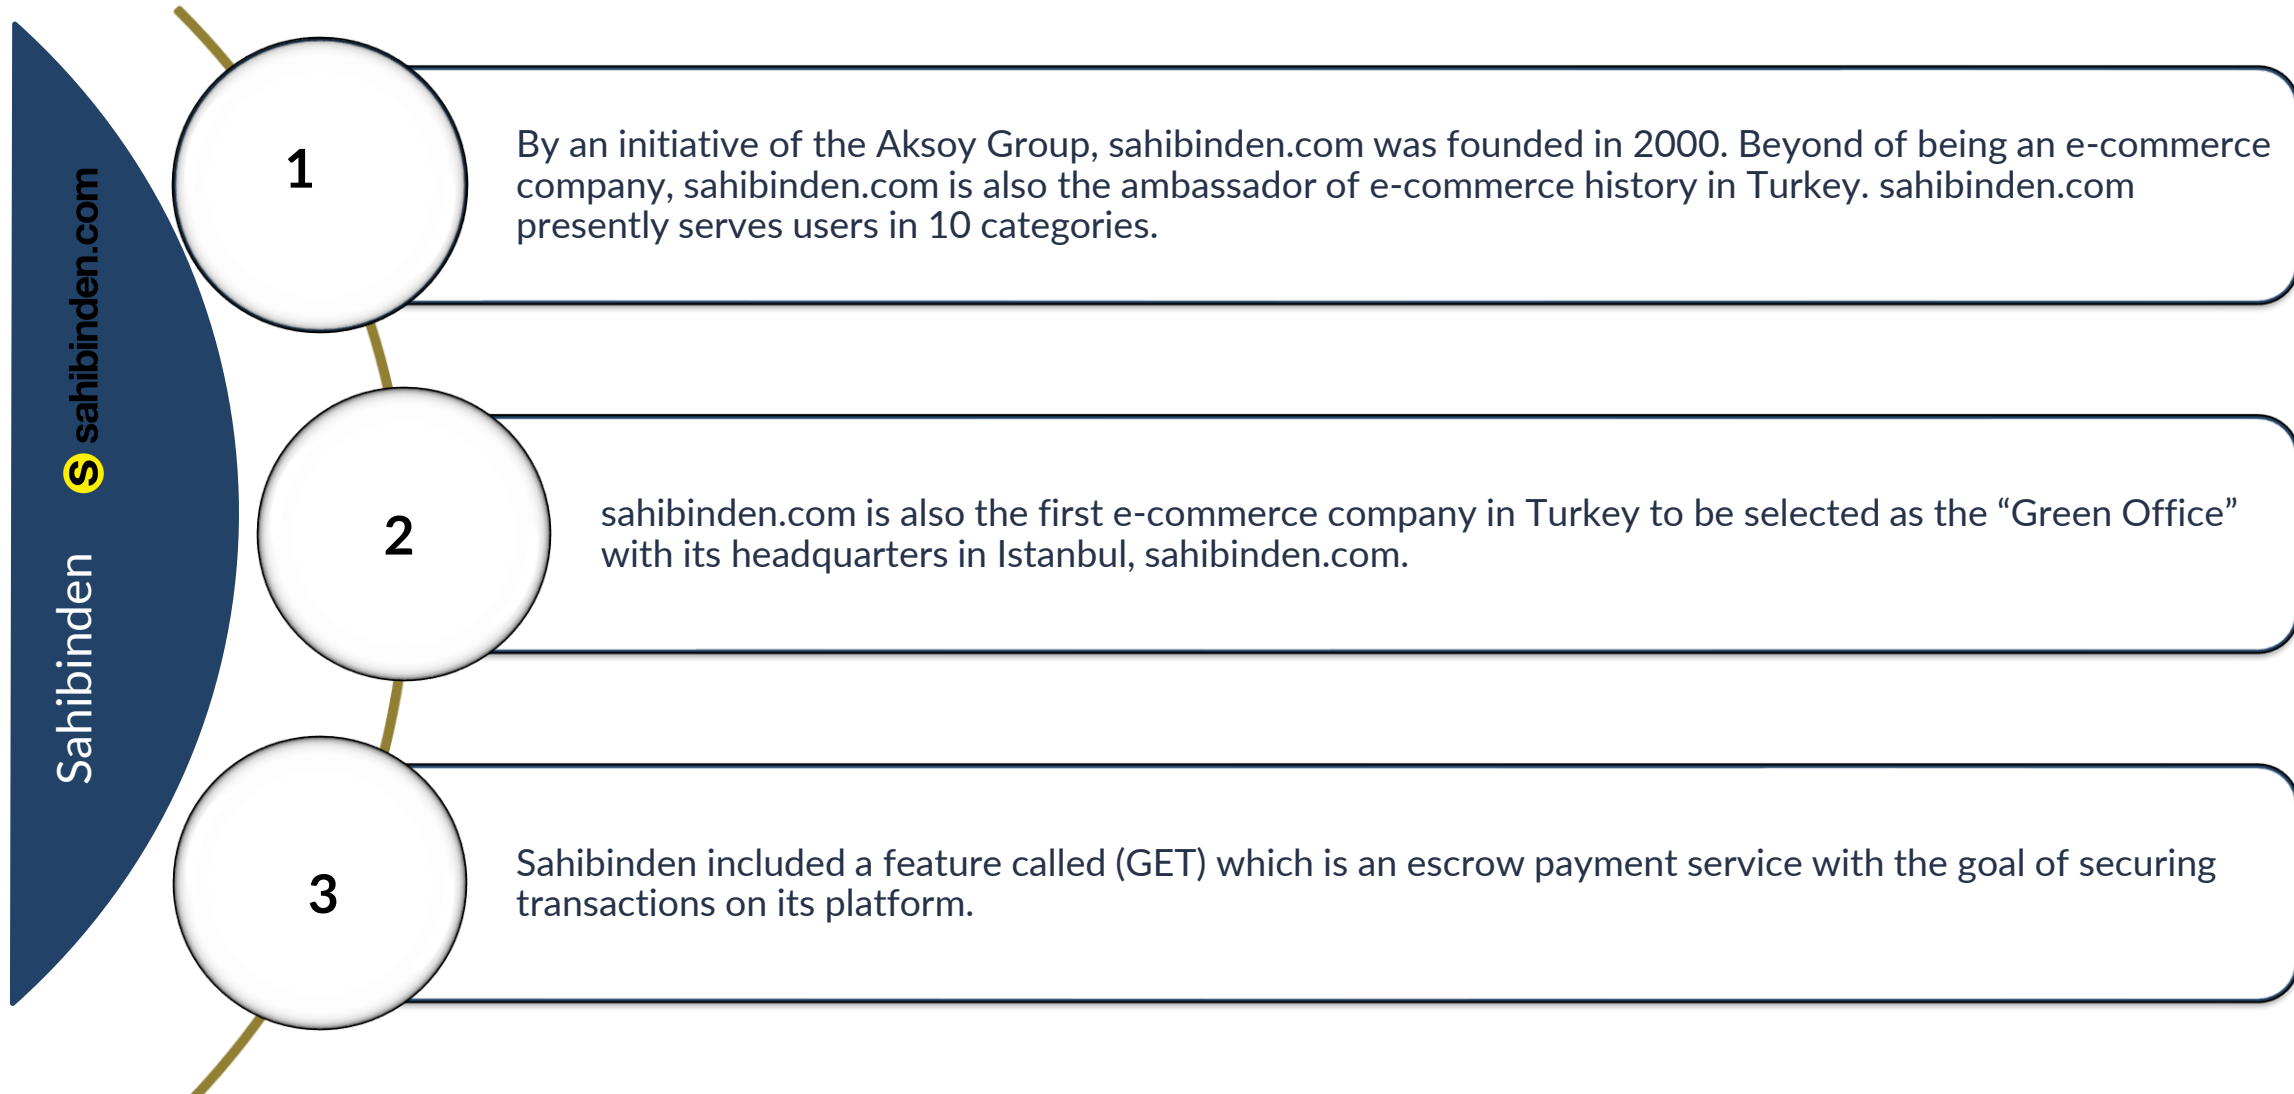 sahibinden.com
Sahibinden
1
By an initiative of the Aksoy Group, sahibinden.com was founded in 2000. Beyond of being an e-commerce
company, sahibinden.com is also the ambassador of e-commerce history in Turkey. sahibinden.com
presently serves users in 10 categories.
2
sahibinden.com is also the first e-commerce company in Turkey to be selected as the “Green Office”
with its headquarters in Istanbul, sahibinden.com.
3
Sahibinden included a feature called (GET) which is an escrow payment service with the goal of securing
transactions on its platform.